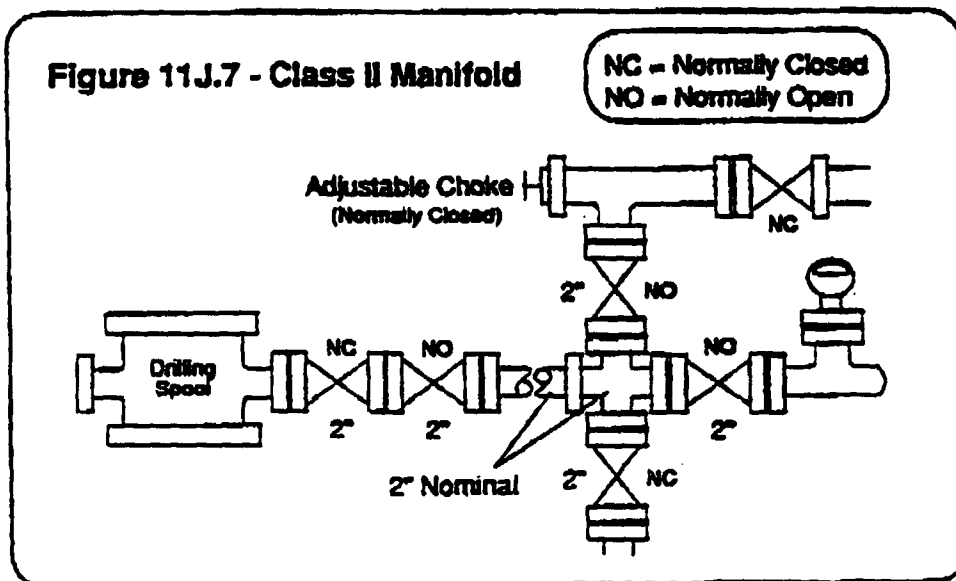 Figure 11J.7 - Class II Manifold
NC = Normally Closed
NO = Normally Open
Adjustable Choke
(Normally Closed)
NC
2" NO
NC NO
NO
Drilling
Spool
2" 2"
2"
2" Nominal
2" NC